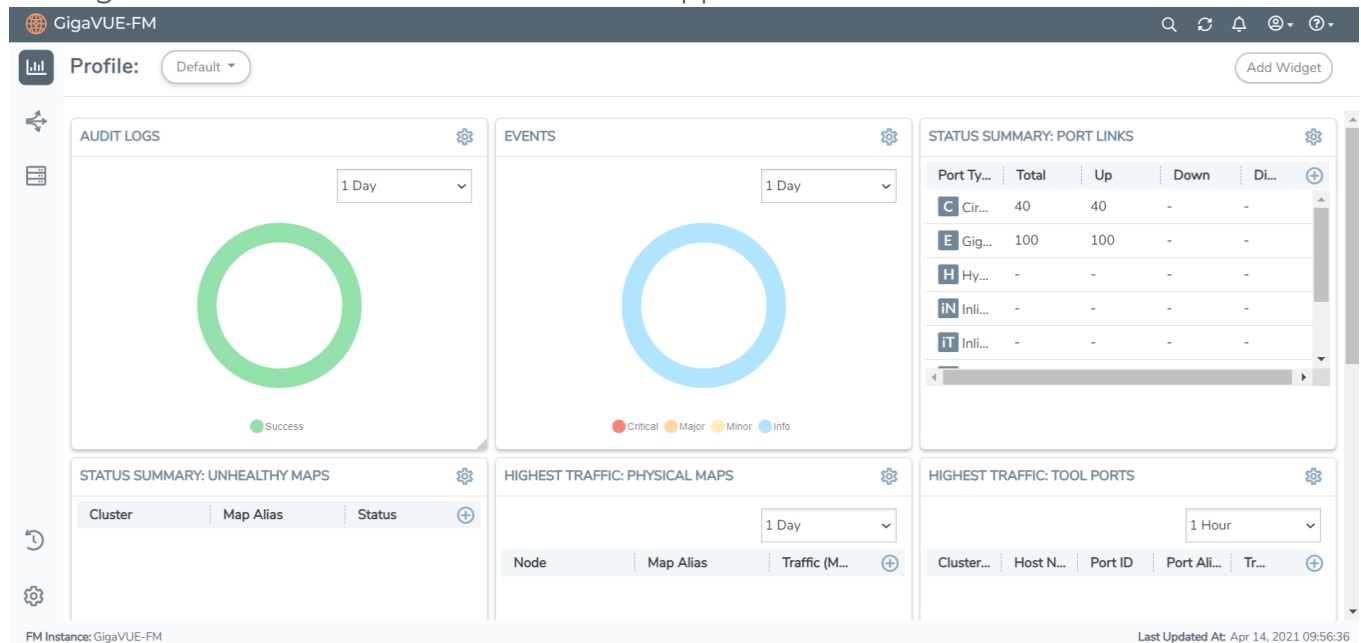 GigaVUE-FM
Profile: Default Add Widget
AUDIT LOGS
1 Day
Success
EVENTS
1 Day
Critical Major Minor Info
STATUS SUMMARY: PORT LINKS
Port Ty... Total Up Down Di...
C Cir... 40 40 - -
E Gig... 100 100 - -
H Hy... - - - -
iN Inli... - - - -
iT Inli... - - - -
STATUS SUMMARY: UNHEALTHY MAPS
Cluster Map Alias Status
HIGHEST TRAFFIC: PHYSICAL MAPS
1 Day
Node Map Alias Traffic (M...
HIGHEST TRAFFIC: TOOL PORTS
1 Hour
Cluster... Host N... Port ID Port Ali... Tr...
FM Instance: GigaVUE-FM
Last Updated At: Apr 14, 2021 09:56:36